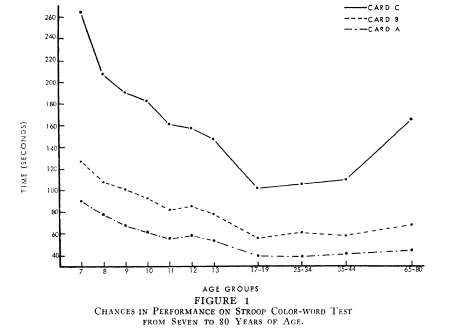 CARD C
CARD B
CARD A
260
240
220
200
180
160
140
120
100
80
60
40
TIME (SECONDS)
7 8 9 10 11 12 13 17-19 25-34 35-44 65-80
AGE GROUPS
FIGURE 1
CHANGES IN PERFORMANCE ON STROOP COLOR-WORD TEST
FROM SEVEN TO 80 YEARS OF AGE.